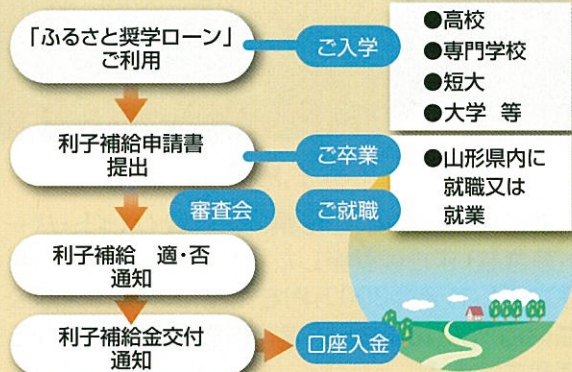 「ふるさと奨学ローン」
ご利用
ご入学
●高校
●専門学校
●短大
●大学 等
利子補給申請書
提出
ご卒業
●山形県内に
就職又は
就業
審査会
ご就職
利子補給 適・否
通知
利子補給金交付
通知
口座入金